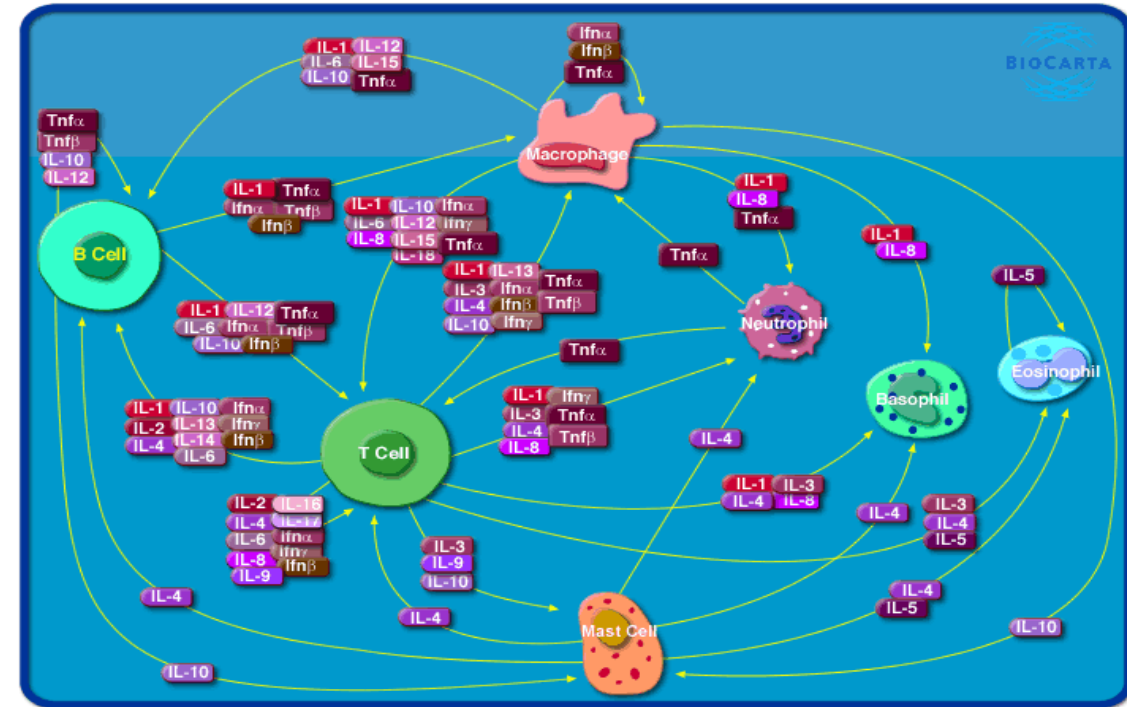 BIOCARTA
Ifnα
Ifnβ
Tnfα
IL-1 IL-12
IL-6 IL-15
IL-10 Tnfα
Tnfα
Tnfβ
IL-10
IL-12
Macrophage
IL-1 Tnfα
Ifnα Tnfβ
Ifnβ
IL-1 IL-10 Ifnα
IL-6 IL-12 Ifnγ
IL-8 IL-15 Tnfα
IL-18
IL-1
IL-8
Tnfα
IL-1
IL-8
B Cell
Tnfα
IL-1 IL-13 Tnfα
IL-3 Ifnα
IL-4 Ifnβ Tnfβ
IL-10 Ifnγ
IL-5
IL-1 IL-12 Tnfα
IL-6 Ifnα Tnfβ
IL-10 Ifnβ
Neutrophil
Tnfα
Eosinophil
Basophil
IL-1 IL-10 Ifnα
IL-2 IL-13 Ifnγ
IL-4 IL-14 Ifnβ
IL-6
IL-1 Ifnγ
IL-3 Tnfα
IL-4 Tnfβ
IL-8
T Cell
IL-4
IL-1 IL-3
IL-4 IL-8
IL-2 IL-16
IL-4 IL-17
IL-6 Ifnα
IL-8 Ifnγ
IL-9 Ifnβ
IL-4
IL-3
IL-4
IL-5
IL-3
IL-9
IL-10
IL-4
IL-4
IL-4
IL-5
Mast Cell
IL-10
IL-10